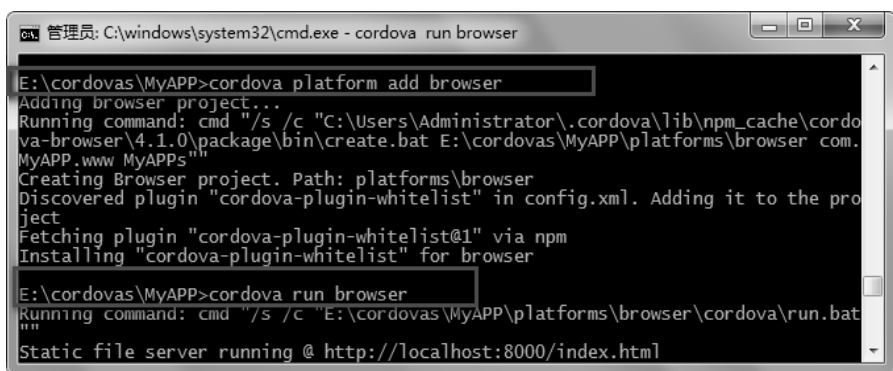 管理员: C:\windows\system32\cmd.exe - cordova run browser
E:\cordovas\MyAPP>cordova platform add browser
Adding browser project...
Running command: cmd "/s /c "C:\Users\Administrator\.cordova\lib\npm_cache\cordo
va-browser\4.1.0\package\bin\create.bat E:\cordovas\MyAPP\platforms\browser com.
MyAPP.www MyAPPs""
Creating Browser project. Path: platforms\browser
Discovered plugin "cordova-plugin-whitelist" in config.xml. Adding it to the pro
ject
Fetching plugin "cordova-plugin-whitelist@1" via npm
Installing "cordova-plugin-whitelist" for browser
E:\cordovas\MyAPP>cordova run browser
Running command: cmd "/s /c "E:\cordovas\MyAPP\platforms\browser\cordova\run.bat
""
Static file server running @ http://localhost:8000/index.html